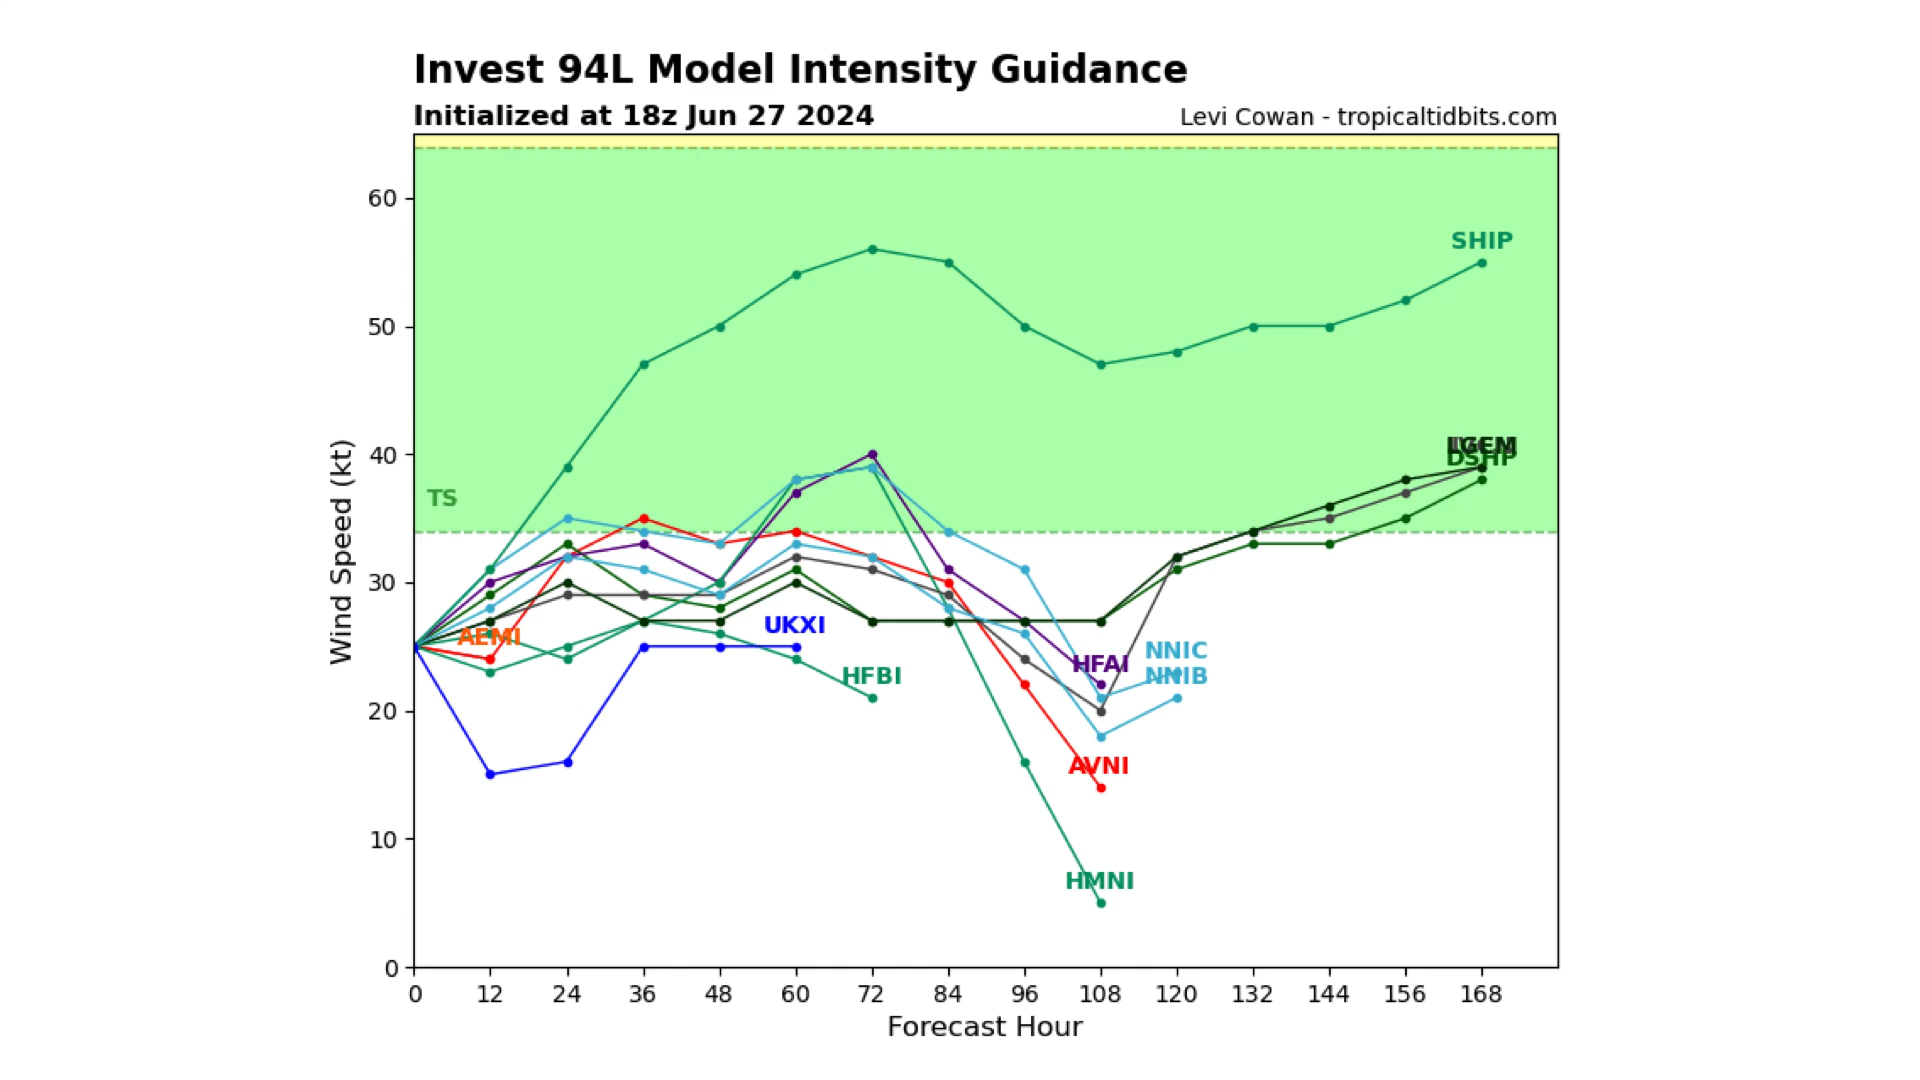 Invest 94L Model Intensity Guidance
Initialized at 18z Jun 27 2024
Levi Cowan - tropicaltidbits.com
60
50
40
30
20
10
0
Wind Speed (kt)
TS
SHIP
LGEM
DSHP
AEMI
UKXI
HFBI
HFAI
NNIC
NNIB
AVNI
HMNI
0 12 24 36 48 60 72 84 96 108 120 132 144 156 168
Forecast Hour